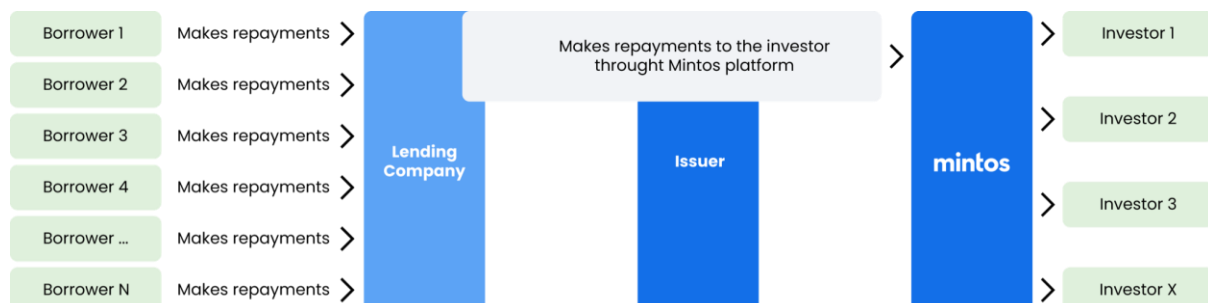 Borrower 1 Makes repayments
Borrower 2 Makes repayments
Borrower 3 Makes repayments
Borrower 4 Makes repayments
Borrower ... Makes repayments
Borrower N Makes repayments
Lending
Company
Makes repayments to the investor
throught Mintos platform
Issuer
mintos
Investor 1
Investor 2
Investor 3
Investor X